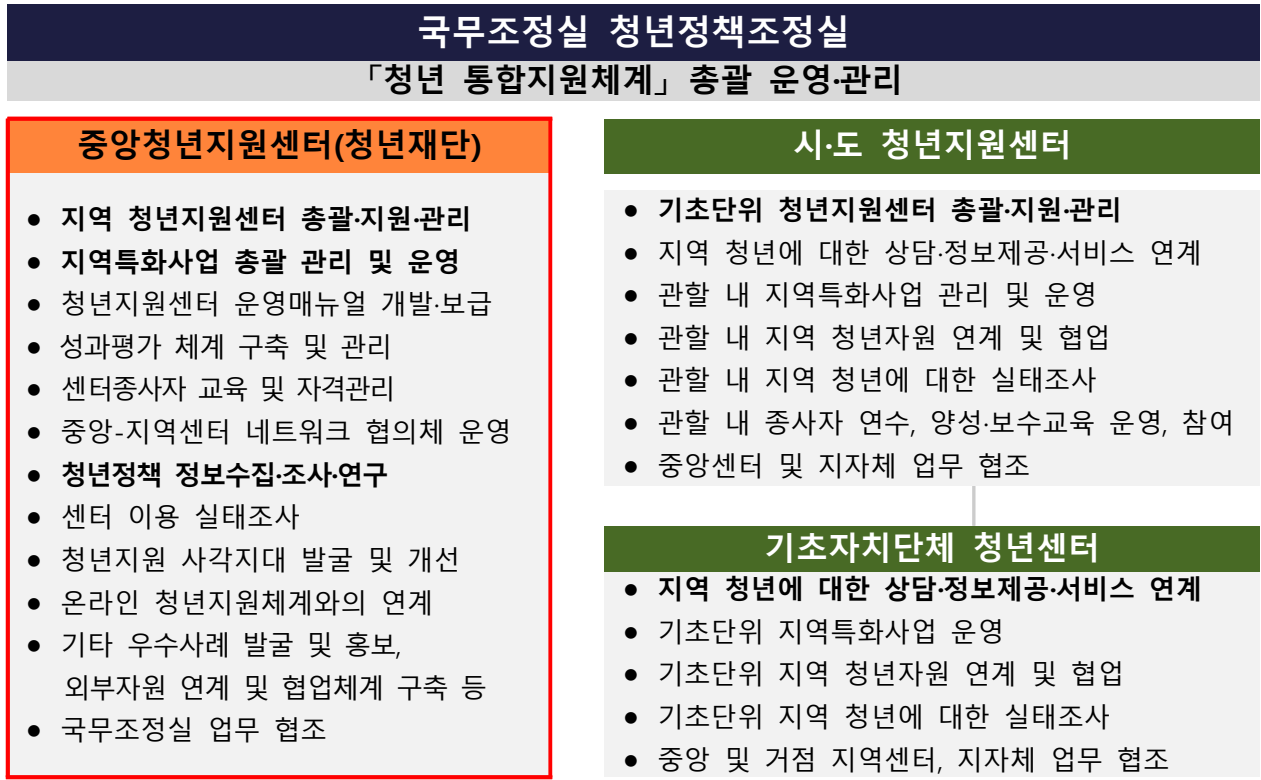 국무조정실 청년정책조정실
「청년 통합지원체계」 총괄 운영·관리
중앙청년지원센터(청년재단)
● 지역 청년지원센터 총괄·지원·관리
● 지역특화사업 총괄 관리 및 운영
● 청년지원센터 운영매뉴얼 개발·보급
● 성과평가 체계 구축 및 관리
● 센터종사자 교육 및 자격관리
● 중앙-지역센터 네트워크 협의체 운영
● 청년정책 정보수집·조사·연구
● 센터 이용 실태조사
● 청년지원 사각지대 발굴 및 개선
● 온라인 청년지원체계와의 연계
● 기타 우수사례 발굴 및 홍보,
외부자원 연계 및 협업체계 구축 등
● 국무조정실 업무 협조
시·도 청년지원센터
● 기초단위 청년지원센터 총괄·지원·관리
● 지역 청년에 대한 상담·정보제공·서비스 연계
● 관할 내 지역특화사업 관리 및 운영
● 관할 내 지역 청년자원 연계 및 협업
● 관할 내 지역 청년에 대한 실태조사
● 관할 내 종사자 연수, 양성·보수교육 운영, 참여
● 중앙센터 및 지자체 업무 협조
기초자치단체 청년센터
● 지역 청년에 대한 상담·정보제공·서비스 연계
● 기초단위 지역특화사업 운영
● 기초단위 지역 청년자원 연계 및 협업
● 기초단위 지역 청년에 대한 실태조사
● 중앙 및 거점 지역센터, 지자체 업무 협조